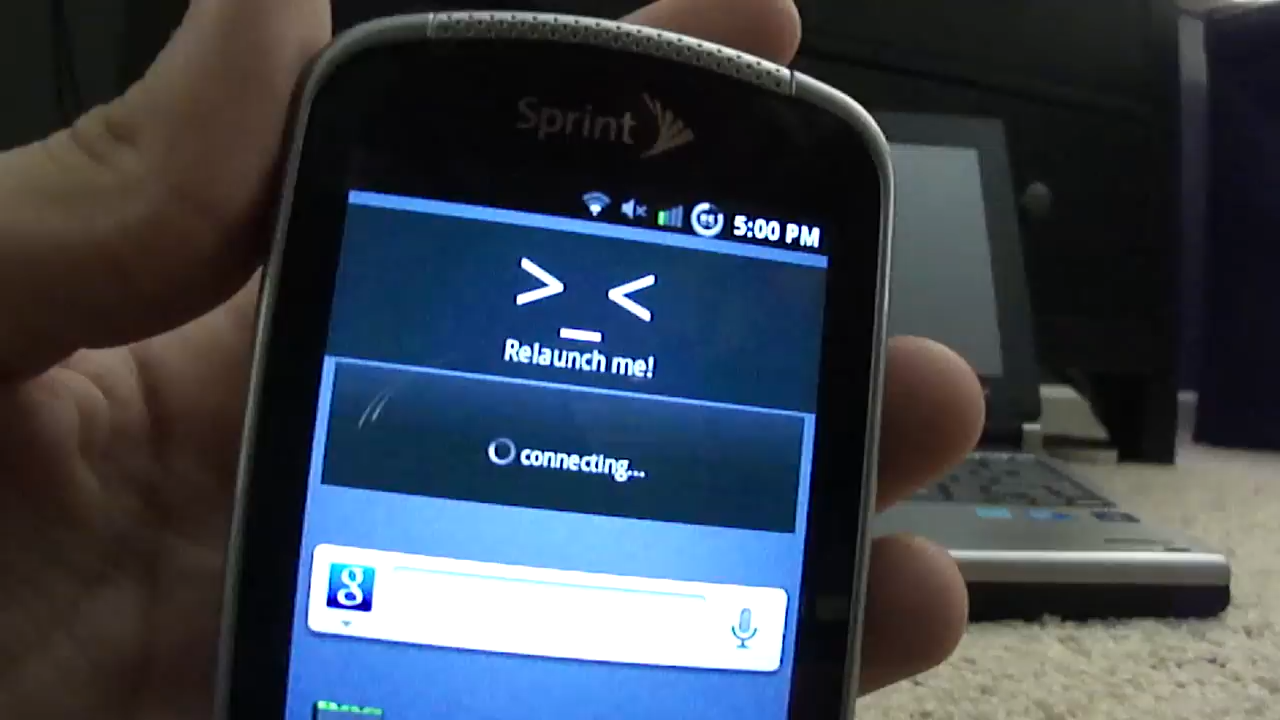 Sprint
5:00 PM
> _ <
Relaunch me!
connecting...
g